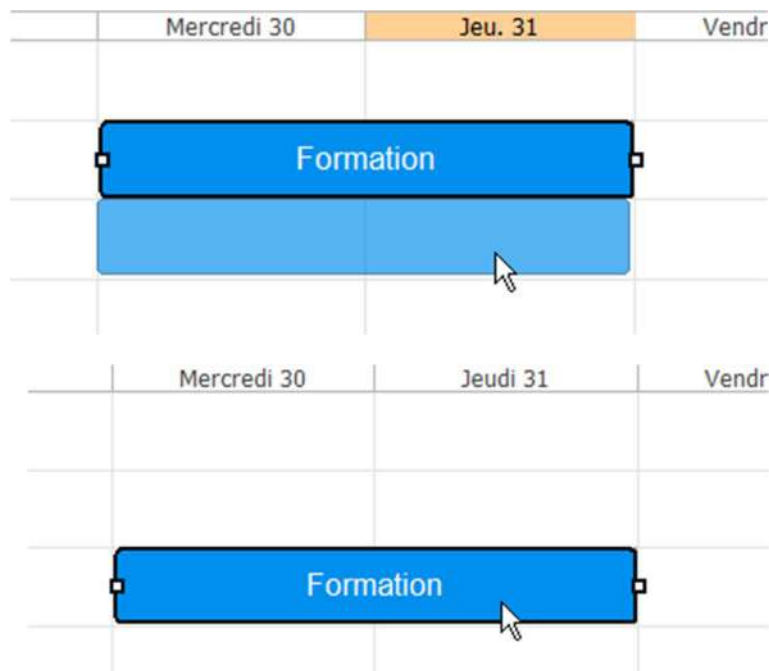 Mercredi 30 Jeu. 31 Vendr
Formation
Mercredi 30 Jeudi 31 Vendr
Formation